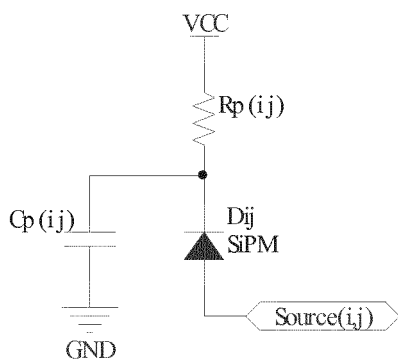 VCC
Rp(ij)
Cp(ij)
Dij
SiPM
Source(i,j)
GND